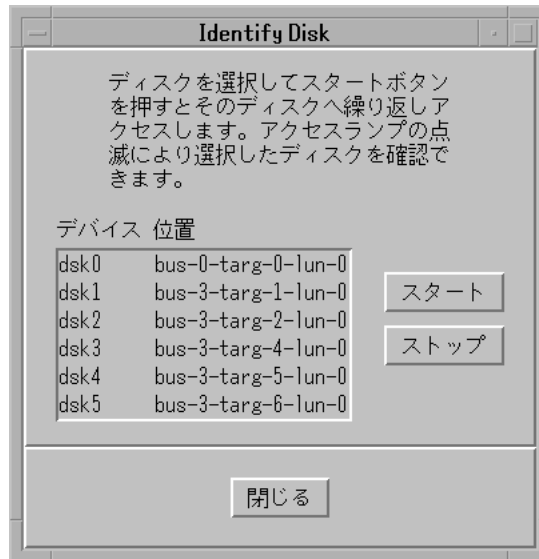 Identify Disk
ディスクを選択してスタートボタン
を押すとそのディスクへ繰り返しア
クセスします。アクセスランプの点
滅により選択したディスクを確認で
きます。
デバイス 位置
dsk0 bus-0-targ-0-lun-0
dsk1 bus-3-targ-1-lun-0
dsk2 bus-3-targ-2-lun-0
dsk3 bus-3-targ-4-lun-0
dsk4 bus-3-targ-5-lun-0
dsk5 bus-3-targ-6-lun-0
スタート
ストップ
閉じる